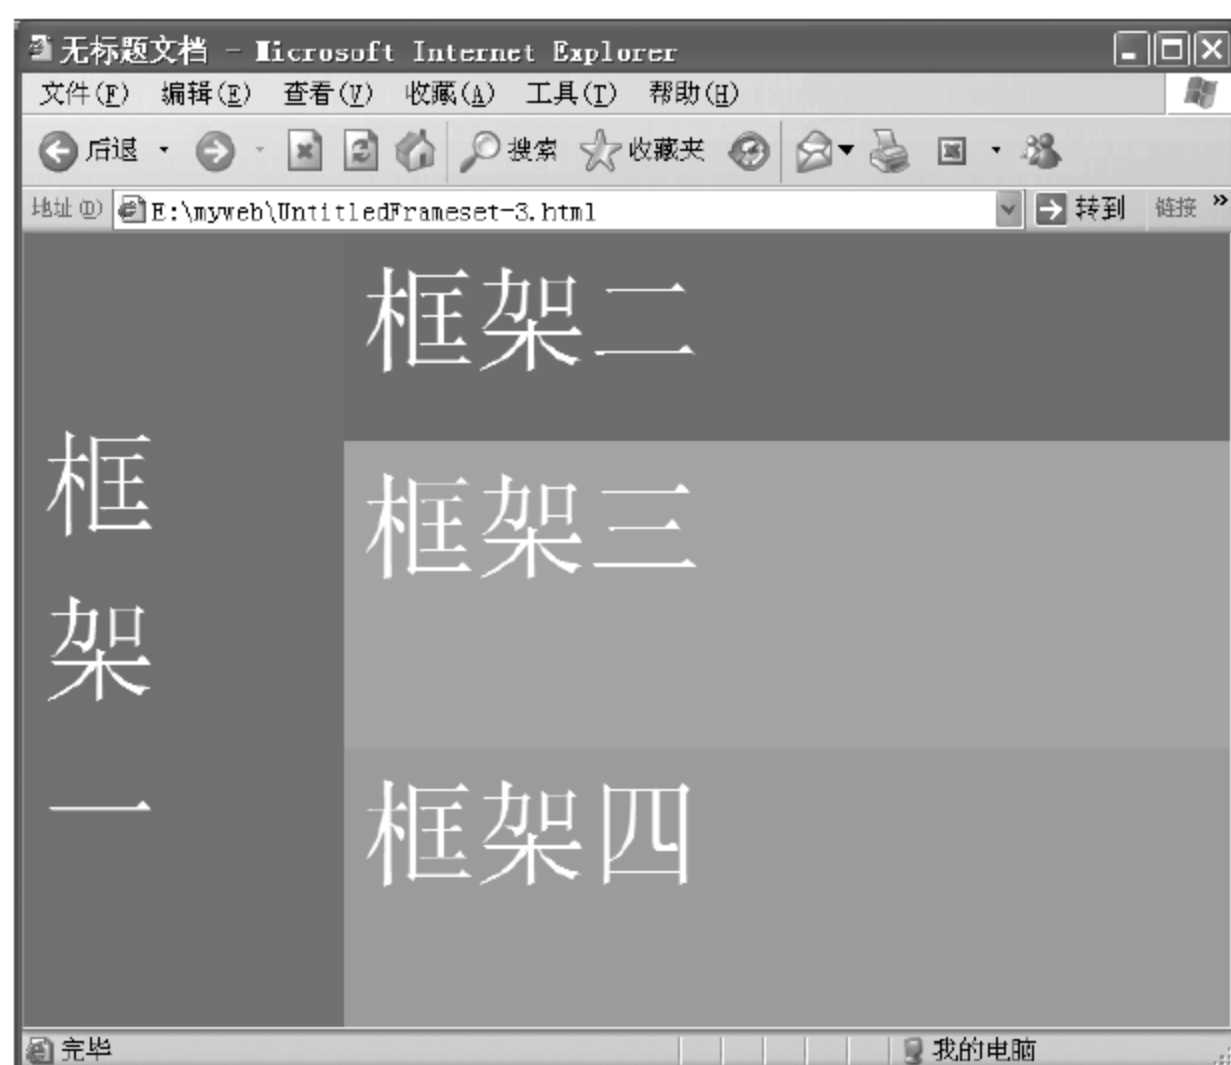 无标题文档 - Microsoft Internet Explorer
文件(F) 编辑(E) 查看(V) 收藏(A) 工具(T) 帮助(H)
后退 搜索 收藏夹
地址(D) E:\myweb\UntitledFrameset-3.html 转到 链接 »
框
架
一
框架二
框架三
框架四
完毕 我的电脑